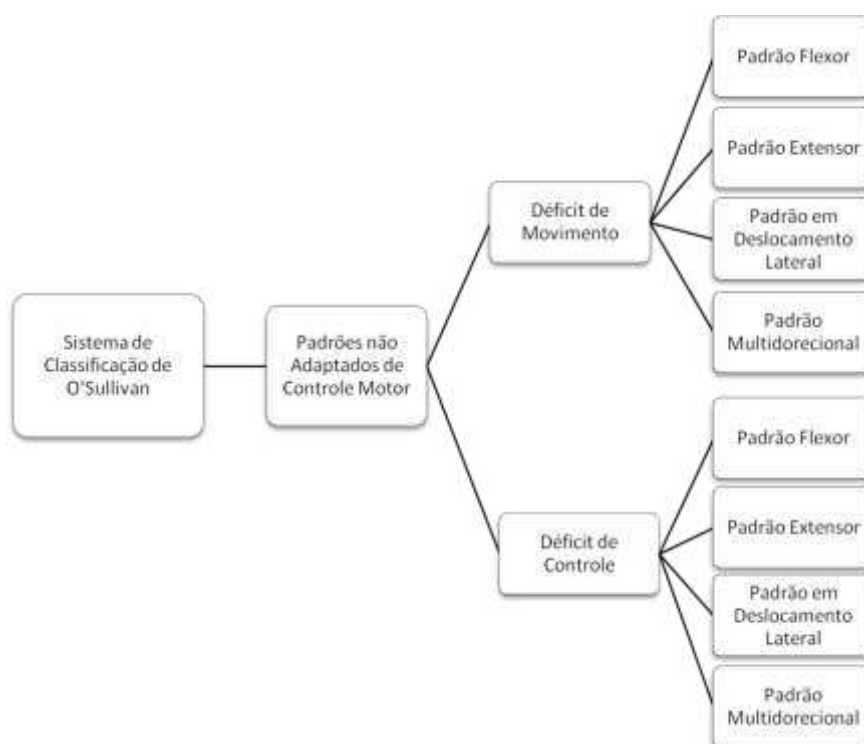 Sistema de
Classificação de
O'Sullivan
Padrões não
Adaptados de
Controle Motor
Déficit de
Movimento
Padrão Flexor
Padrão Extensor
Padrão em
Deslocamento
Lateral
Padrão
Multidorecional
Déficit de
Controle
Padrão Flexor
Padrão Extensor
Padrão em
Deslocamento
Lateral
Padrão
Multidorecional